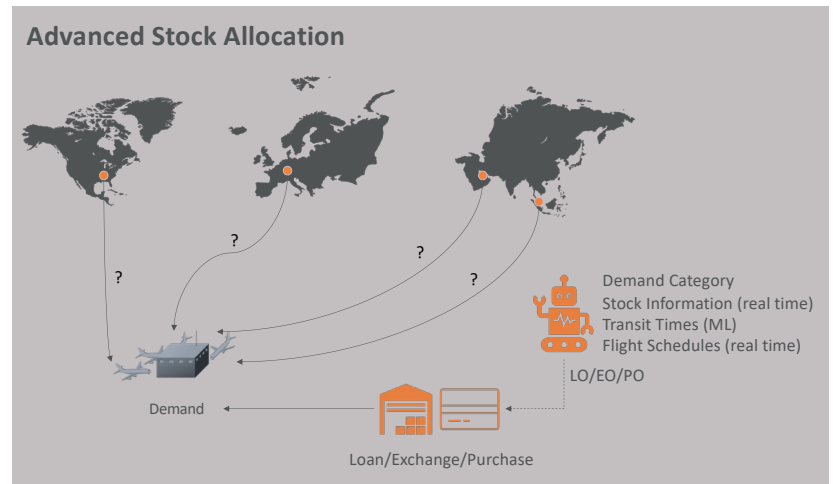 Advanced Stock Allocation
?
?
?
?
Demand Category
Stock Information (real time)
Transit Times (ML)
Flight Schedules (real time)
LO/EO/PO
Demand
Loan/Exchange/Purchase